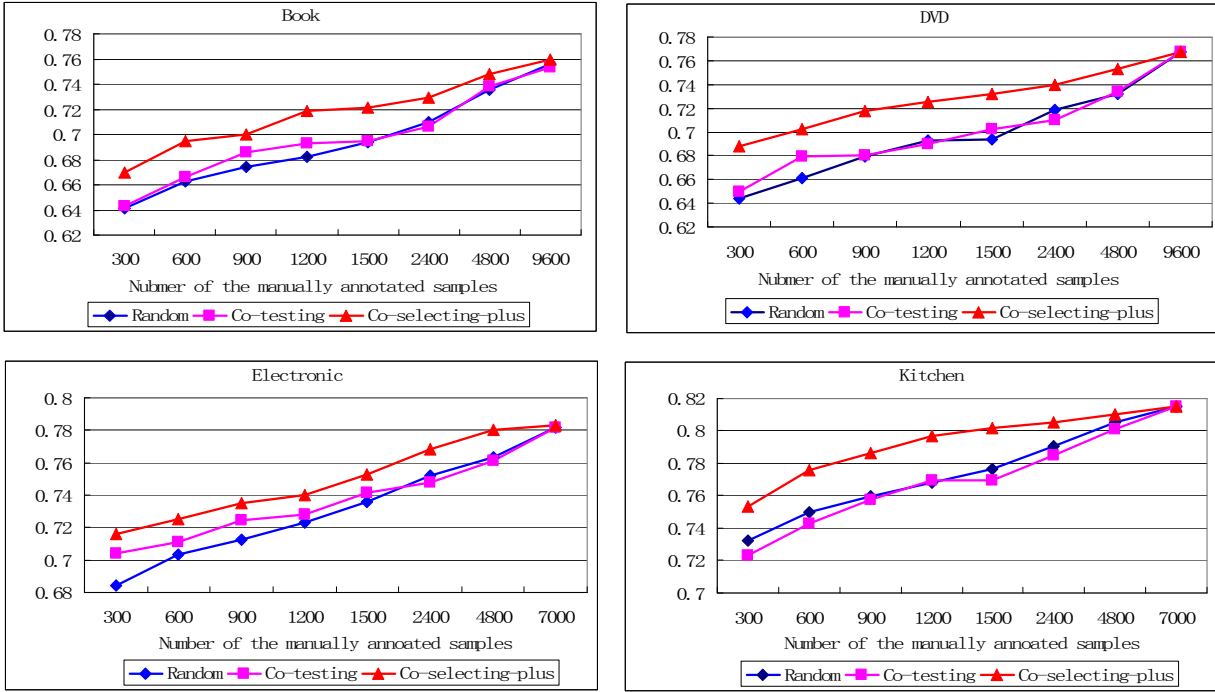 Book
0.78
0.76
0.74
0.72
0.7
0.68
0.66
0.64
0.62
300 600 900 1200 1500 2400 4800 9600
Nubmer of the manually annotated samples
Random Co-testing Co-selecting-plus
DVD
0.78
0.76
0.74
0.72
0.7
0.68
0.66
0.64
0.62
300 600 900 1200 1500 2400 4800 9600
Nubmer of the manually annotated samples
Random Co-testing Co-selecting-plus
Electronic
0.8
0.78
0.76
0.74
0.72
0.7
0.68
300 600 900 1200 1500 2400 4800 7000
Number of the manually annoated samples
Random Co-testing Co-selecting-plus
Kitchen
0.82
0.8
0.78
0.76
0.74
0.72
0.7
300 600 900 1200 1500 2400 4800 7000
Number of the manually annoated samples
Random Co-testing Co-selecting-plus